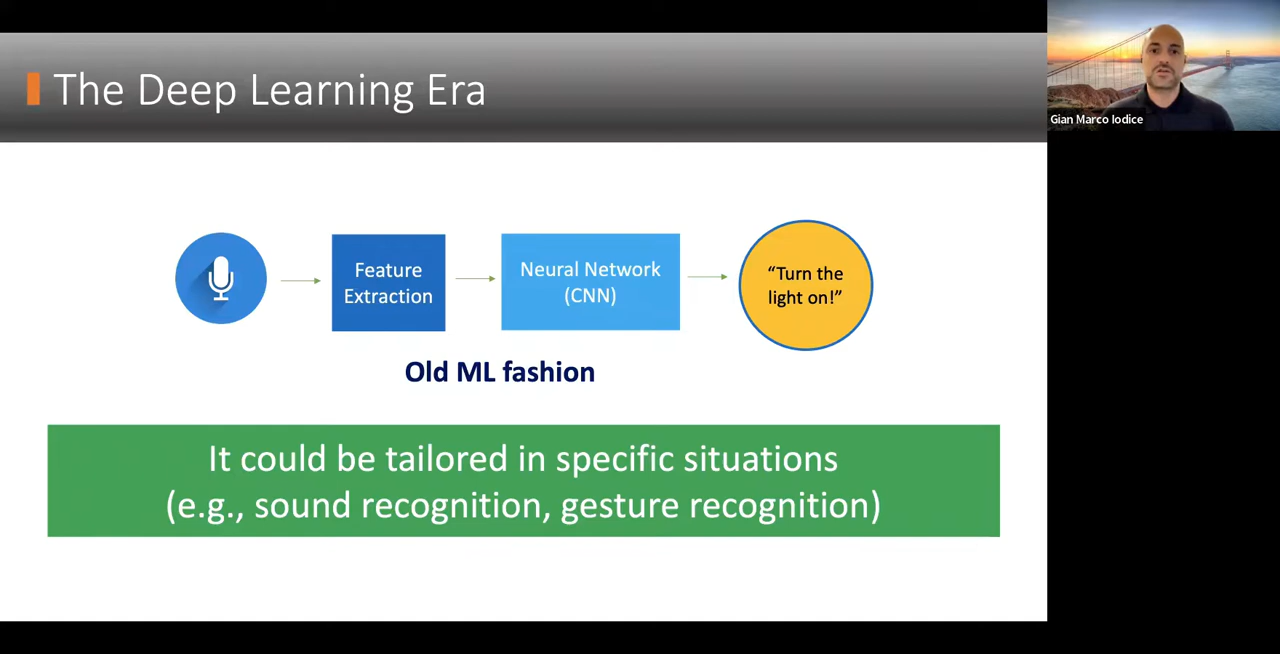 The Deep Learning Era
Gian Marco Iodice
Feature
Extraction
Neural Network
(CNN)
“Turn the
light on!”
Old ML fashion
It could be tailored in specific situations
(e.g., sound recognition, gesture recognition)